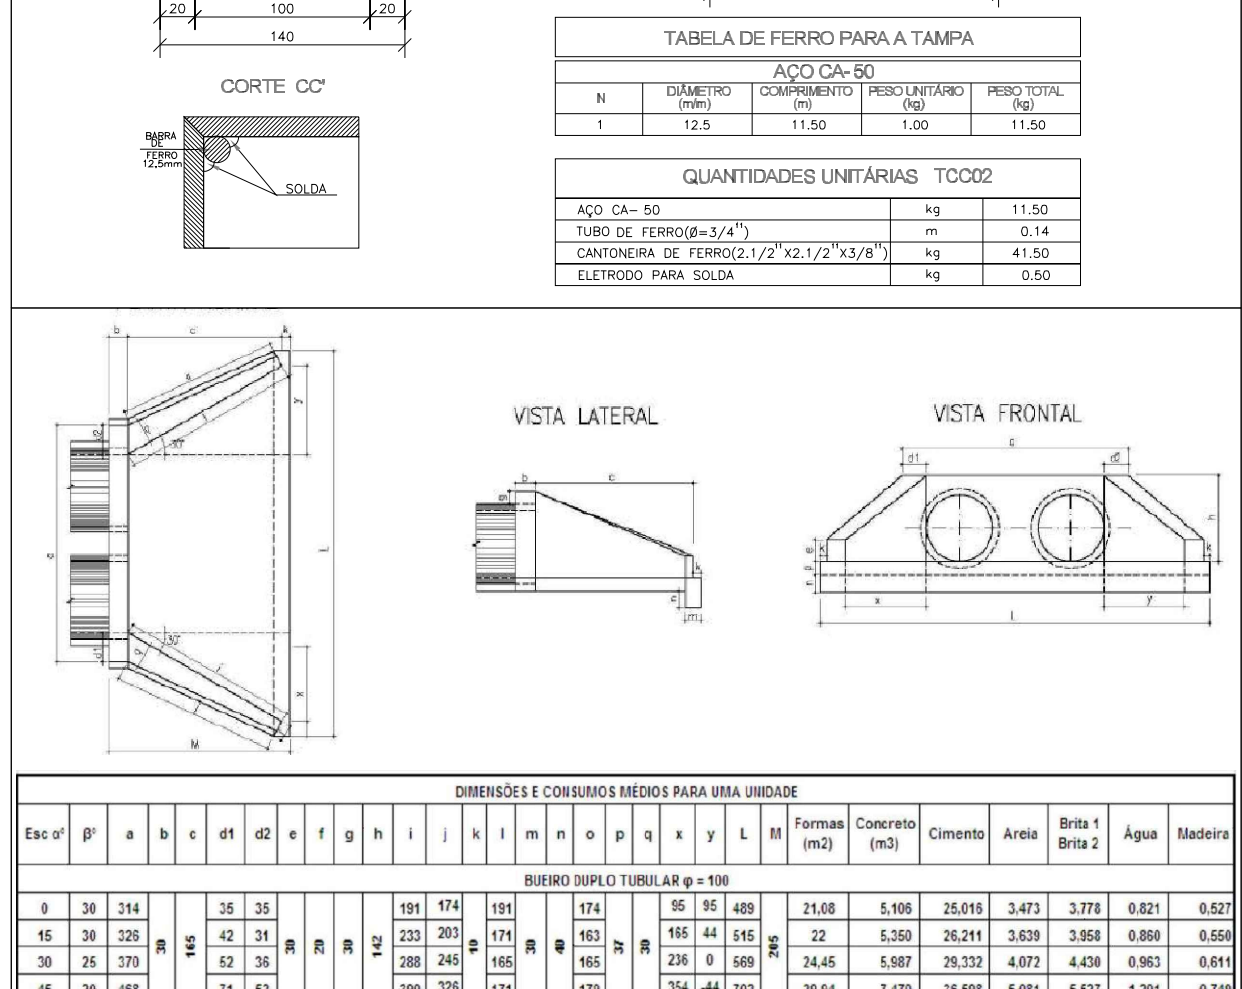 20 100 20
140
CORTE CC'
BARRA
DE
FERRO
12,5mm
SOLDA
TABELA DE FERRO PARA A TAMPA
AÇO CA-50
N DIÂMETRO (m/m) COMPRIMENTO (m) PESO UNITÁRIO (kg) PESO TOTAL (kg)
1 12.5 11.50 1.00 11.50
QUANTIDADES UNITÁRIAS TCC02
AÇO CA- 50 kg 11.50
TUBO DE FERRO(Ø=3/4") m 0.14
CANTONEIRA DE FERRO(2.1/2"X2.1/2"X3/8") kg 41.50
ELETRODO PARA SOLDA kg 0.50
b c k
y
30°
L
a
d1
30°
x
M
VISTA LATERAL
b c
k
n
m
VISTA FRONTAL
d1 d2
h
e
k
p
n
x y
L
DIMENSÕES E CONSUMOS MÉDIOS PARA UMA UNIDADE
Esc αº βº a b c d1 d2 e f g h i j k l m n o p q x y L M Formas (m2) Concreto (m3) Cimento Areia Brita 1 Brita 2 Água Madeira
BUEIRO DUPLO TUBULAR φ = 100
0 30 314 35 35 191 174 191 174 95 95 489 21,08 5,106 25,016 3,473 3,778 0,821 0,527
15 30 326 30 165 42 31 30 20 30 142 233 203 10 171 30 40 163 37 30 165 44 515 205 22 5,350 26,211 3,639 3,958 0,860 0,550
30 25 370 52 36 288 245 165 165 236 0 569 24,45 5,987 29,332 4,072 4,430 0,963 0,611